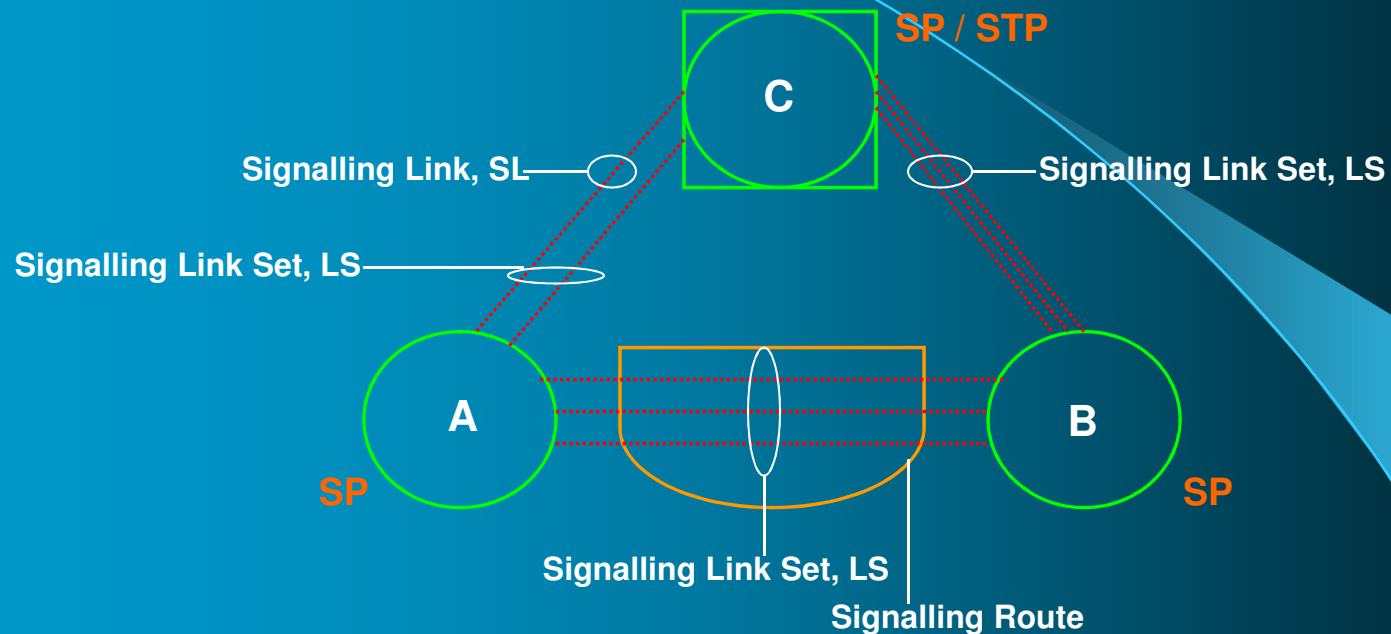 SP / STP
C
Signalling Link, SL
Signalling Link Set, LS
Signalling Link Set, LS
A
B
SP
SP
Signalling Link Set, LS
Signalling Route